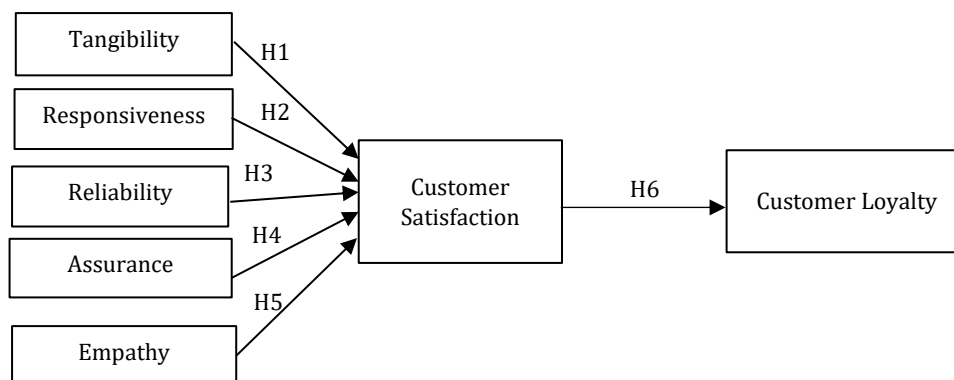 Tangibility
H1
Responsiveness
H2
Reliability
H3
Assurance
H4
Empathy
H5
Customer
Satisfaction
H6
Customer Loyalty